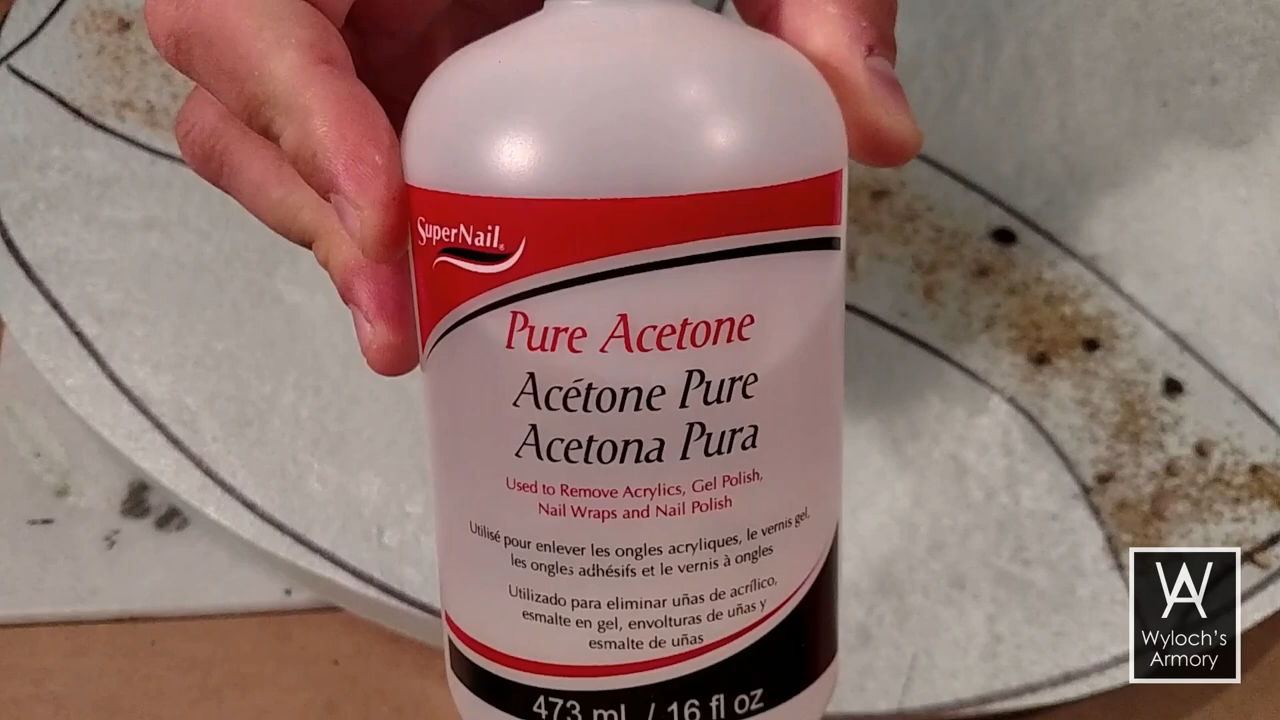 SuperNail®
Pure Acetone
Acétone Pure
Acetona Pura
Used to Remove Acrylics, Gel Polish,
Nail Wraps and Nail Polish
Utilisé pour enlever les ongles acryliques, le vernis gel,
les ongles adhésifs et le vernis à ongles
Utilizado para eliminar uñas de acrílico,
esmalte en gel, envolturas de uñas y
esmalte de uñas
473 ml / 16 fl oz
WA
Wyloch's
Armory